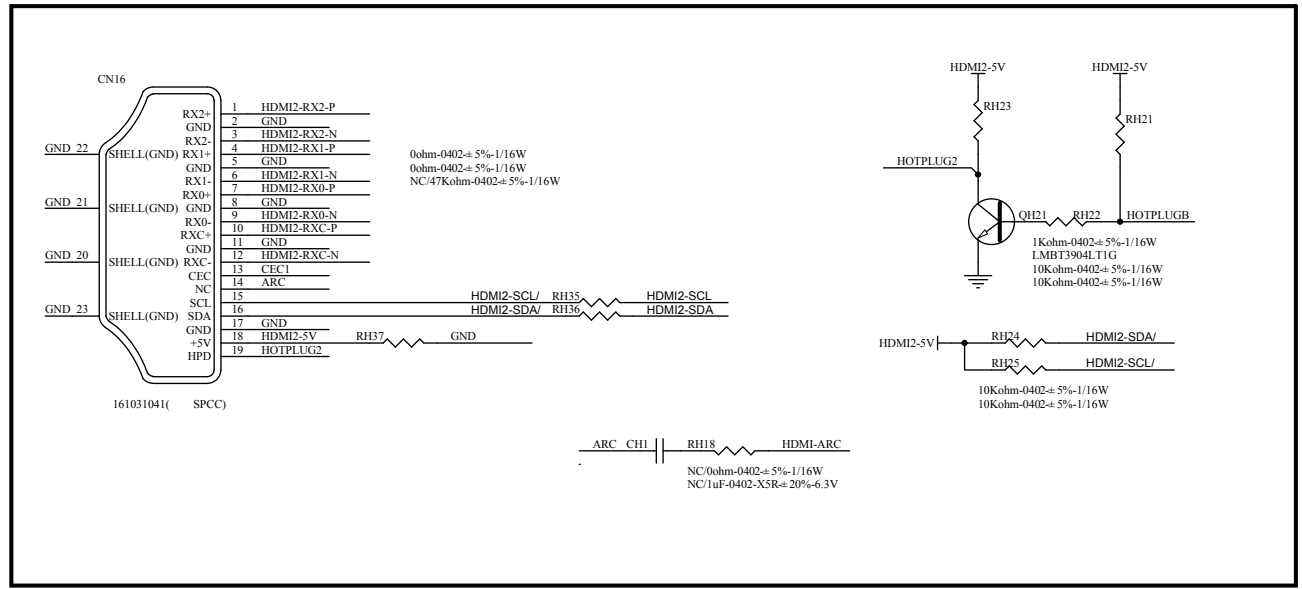 CN16
RX2+ 1 HDMI2-RX2-P
GND 2 GND
RX2- 3 HDMI2-RX2-N
GND 22 SHELL(GND) RX1+ 4 HDMI2-RX1-P
GND 5 GND
RX1- 6 HDMI2-RX1-N
RX0+ 7 HDMI2-RX0-P
GND 21 SHELL(GND) GND 8 GND
RX0- 9 HDMI2-RX0-N
RXC+ 10 HDMI2-RXC-P
GND 11 GND
GND 20 SHELL(GND) RXC- 12 HDMI2-RXC-N
CEC 13 CEC1
NC 14 ARC
SCL 15 HDMI2-SCL/ RH35 HDMI2-SCL
GND 23 SHELL(GND) SDA 16 HDMI2-SDA/ RH36 HDMI2-SDA
GND 17 GND
+5V 18 HDMI2-5V RH37 GND
HPD 19 HOTPLUG2
161031041( SPCC)
0ohm-0402-±5%-1/16W
0ohm-0402-±5%-1/16W
NC/47Kohm-0402-±5%-1/16W
HDMI2-5V HDMI2-5V
RH23
RH21
HOTPLUG2
QH21 RH22 HOTPLUGB
1Kohm-0402-±5%-1/16W
LMBT3904LT1G
10Kohm-0402-±5%-1/16W
10Kohm-0402-±5%-1/16W
HDMI2-5V RH24 HDMI2-SDA/
RH25 HDMI2-SCL/
10Kohm-0402-±5%-1/16W
10Kohm-0402-±5%-1/16W
ARC CH1 RH18 HDMI-ARC
NC/0ohm-0402-±5%-1/16W
NC/1uF-0402-X5R-±20%-6.3V